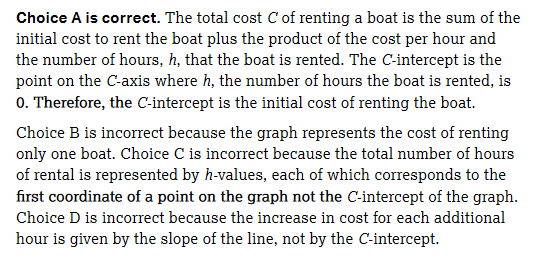 Choice A is correct. The total cost C of renting a boat is the sum of the
initial cost to rent the boat plus the product of the cost per hour and
the number of hours, h, that the boat is rented. The C-intercept is the
point on the C-axis where h, the number of hours the boat is rented, is
0. Therefore, the C-intercept is the initial cost of renting the boat.
Choice B is incorrect because the graph represents the cost of renting
only one boat. Choice C is incorrect because the total number of hours
of rental is represented by h-values, each of which corresponds to the
first coordinate of a point on the graph not the C-intercept of the graph.
Choice D is incorrect because the increase in cost for each additional
hour is given by the slope of the line, not by the C-intercept.